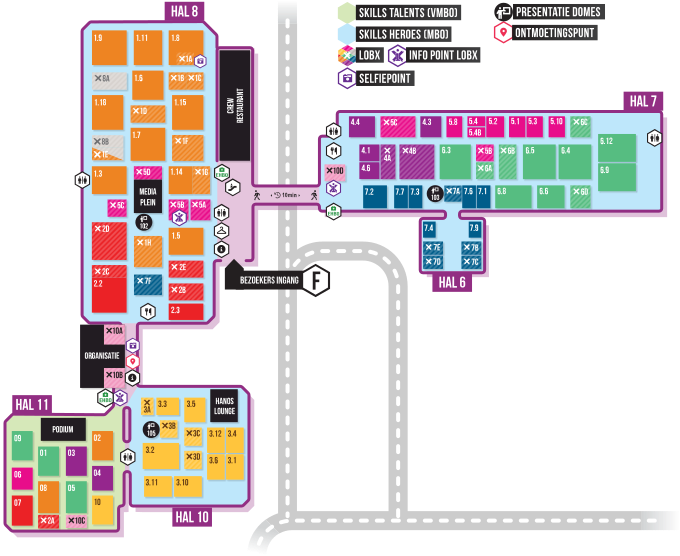 HAL 8
SKILLS TALENTS (VMBO)
SKILLS HEROES (MBO)
LOBX
INFO POINT LOBX
SELFIEPOINT
PRESENTATIE DOMES
ONTMOETINGSPUNT
1.9
1.11
1.8
1A
6A
1.6
1B
1C
1.18
1D
1.15
8B
1E
1.7
1F
1.3
5D
1.14
1G
MEDIA
PLEIN
5C
102
5B
5A
2D
1H
1.5
2C
7F
2E
2.2
2B
2.3
CREW
RESTAURANT
EHBO
10min
BEZOEKERS INGANG
F
HAL 7
4.4
5C
4.3
5.8
5.4
5.4B
5.2
5.1
5.3
5.10
6C
6.12
4.1
4A
4B
6.3
5B
6B
6.5
6.4
4.6
6A
6.9
10D
7.2
7.7
7.3
103
7A
7.6
7.1
6.8
6.6
6D
EHBO
7.4
7.9
7E
7B
7D
7C
HAL 6
10A
ORGANISATIE
10B
EHBO
HAL 11
PODIUM
09
01
03
02
06
04
07
08
05
10
2A
10C
3A
3.3
3.5
HANOS
LOUNGE
105
3B
3C
3.12
3.4
3.2
3D
3.6
3.1
3.11
3.10
HAL 10